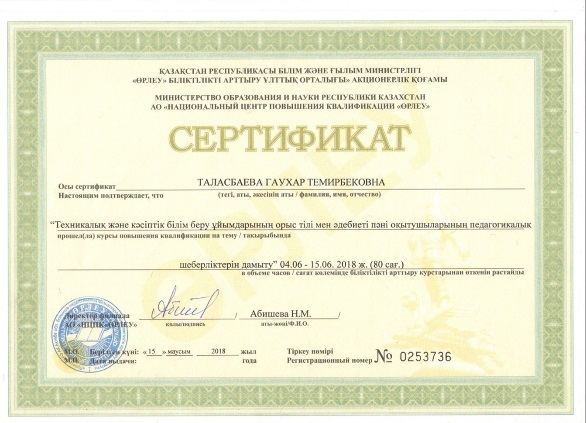 ҚАЗАҚСТАН РЕСПУБЛИКАСЫ БІЛІМ ЖӘНЕ ҒЫЛЫМ МИНИСТРЛІГІ
«ӨРЛЕУ» БІЛІКТІЛІКТІ АРТТЫРУ ҰЛТТЫҚ ОРТАЛЫҒЫ» АКЦИОНЕРЛІК ҚОҒАМЫ
МИНИСТЕРСТВО ОБРАЗОВАНИЯ И НАУКИ РЕСПУБЛИКИ КАЗАХСТАН
АО «НАЦИОНАЛЬНЫЙ ЦЕНТР ПОВЫШЕНИЯ КВАЛИФИКАЦИИ «ӨРЛЕУ»
СЕРТИФИКАТ
Осы сертификат ТАЛАСБАЕВА ГАУХАР ТЕМИРБЕКОВНА
Настоящим подтверждает, что (тегі, аты, әкесінің аты / фамилия, имя, отчество)
“Техникалық және кәсіптік білім беру ұйымдарының орыс тілі мен әдебиеті пәні оқытушыларының педагогикалық
прошел(ла) курсы повышения квалификации на тему / тақырыбында
шеберліктерін дамыту” 04.06 - 15.06. 2018 ж. (80 сағ.)
в объеме часов / сағат көлемінде біліктілікті арттыру курстарынан өткенін растайды
Директор филиала Абишева Н.М.
АО «НЦПК «ӨРЛЕУ» қолы/подпись аты-жөні/Ф.И.О.
М.О. Берілген күні: « 15 » маусым 2018 жыл Тіркеу нөмірі
М.П. Дата выдачи: года Регистрационный номер № 0253736